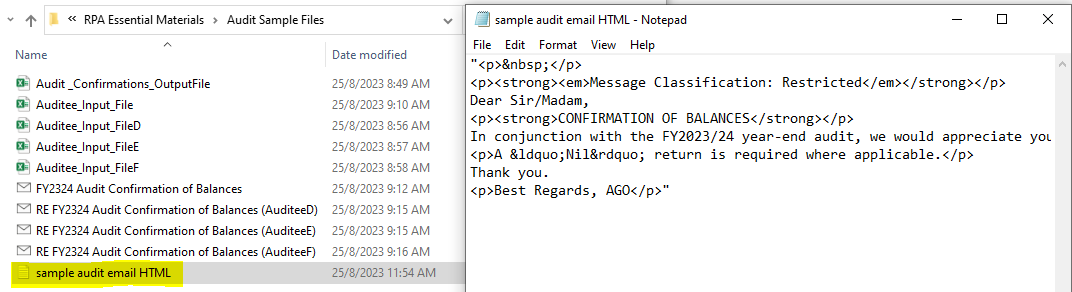 « RPA Essential Materials > Audit Sample Files
Name Date modified
Audit _Confirmations_OutputFile 25/8/2023 8:49 AM
Auditee_Input_File 25/8/2023 9:10 AM
Auditee_Input_FileD 25/8/2023 8:56 AM
Auditee_Input_FileE 25/8/2023 8:57 AM
Auditee_Input_FileF 25/8/2023 8:58 AM
FY2324 Audit Confirmation of Balances 25/8/2023 9:12 AM
RE FY2324 Audit Confirmation of Balances (AuditeeD) 25/8/2023 9:15 AM
RE FY2324 Audit Confirmation of Balances (AuditeeE) 25/8/2023 9:15 AM
RE FY2324 Audit Confirmation of Balances (AuditeeF) 25/8/2023 9:16 AM
sample audit email HTML 25/8/2023 11:54 AM
sample audit email HTML - Notepad
File Edit Format View Help
"<p>&nbsp;</p>
<p><strong><em>Message Classification: Restricted</em></strong></p>
Dear Sir/Madam,
<p><strong>CONFIRMATION OF BALANCES</strong></p>
In conjunction with the FY2023/24 year-end audit, we would appreciate you
<p>A &ldquo;Nil&rdquo; return is required where applicable.</p>
Thank you.
<p>Best Regards, AGO</p>"